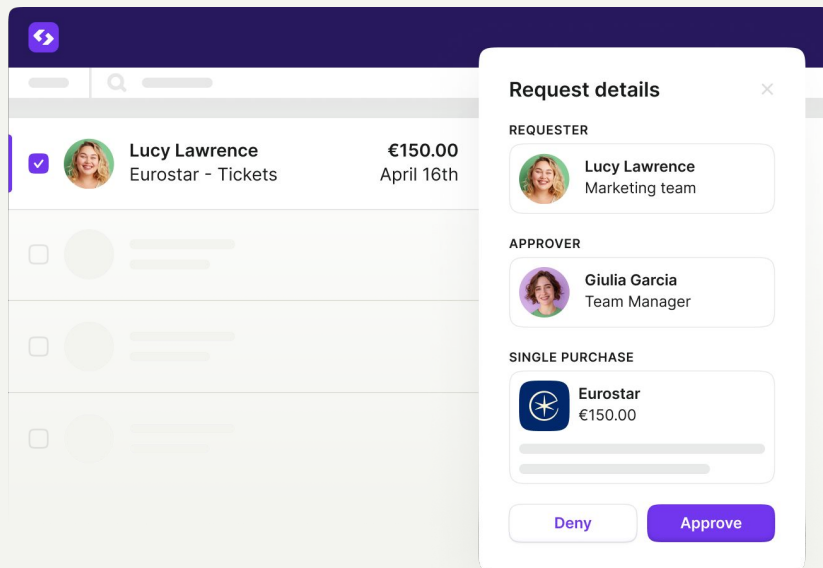 Lucy Lawrence
€150.00
Eurostar - Tickets
April 16th
Request details
REQUESTER
Lucy Lawrence
Marketing team
APPROVER
Giulia Garcia
Team Manager
SINGLE PURCHASE
Eurostar
€150.00
Deny
Approve